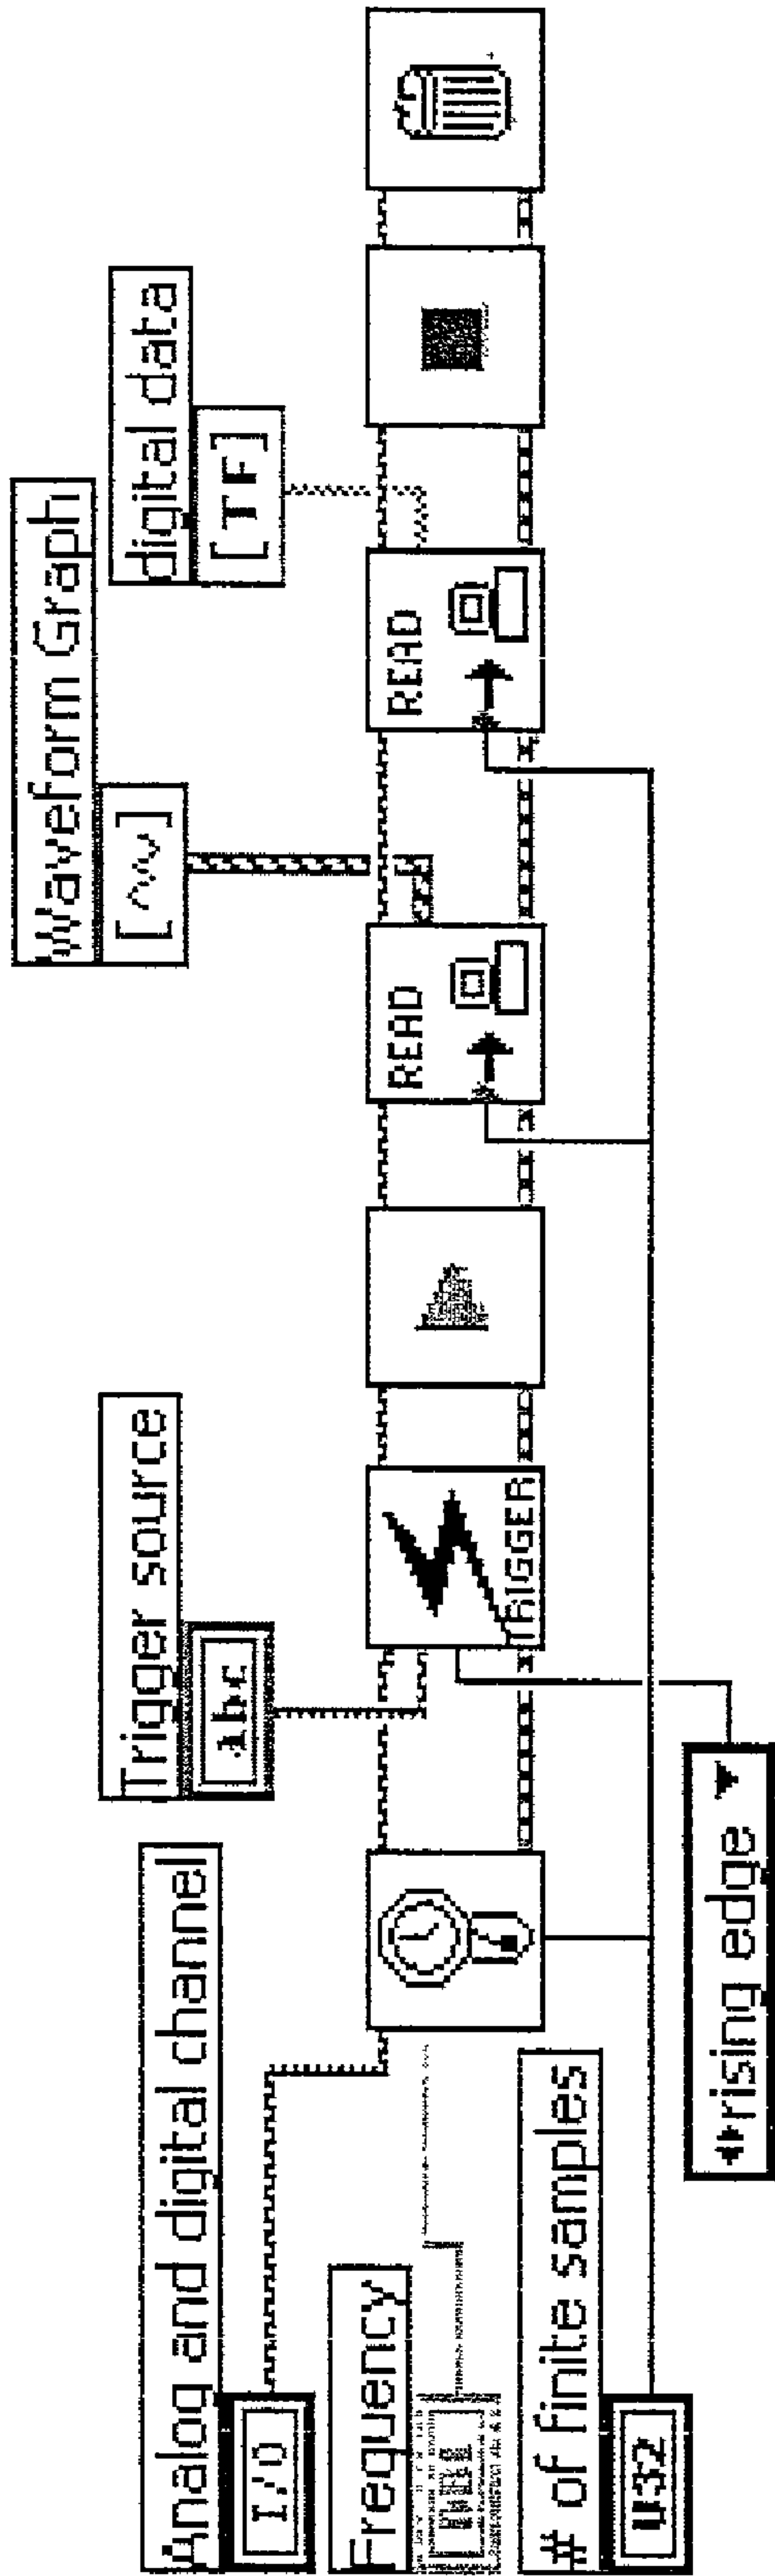 Analog and digital channel
I/O
Frequency
# of finite samples
U32
Trigger source
abc
rising edge
TRIGGER
READ
Waveform Graph
READ
digital data
[TF]